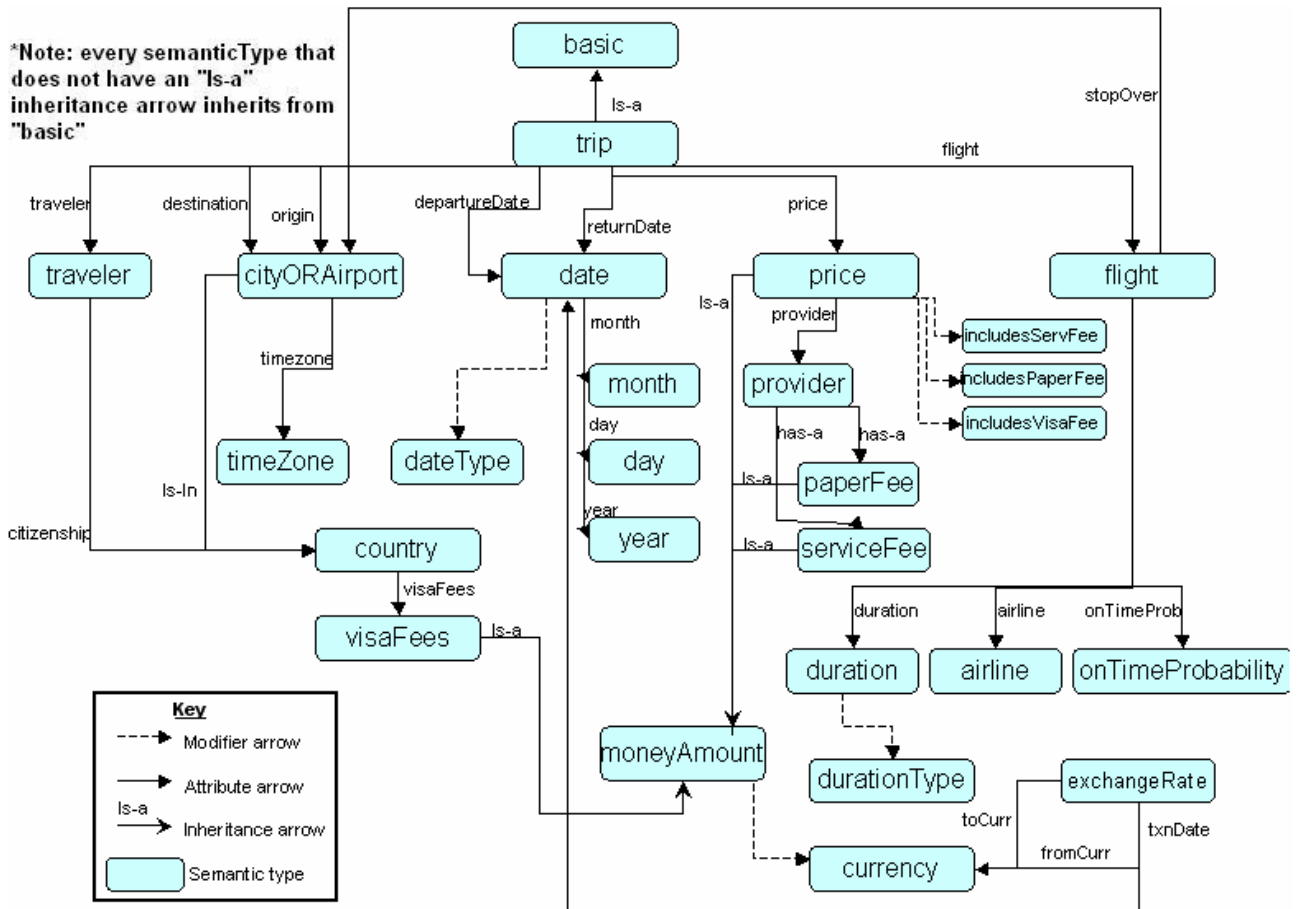 *Note: every semanticType that
does not have an "Is-a"
inheritance arrow inherits from
"basic"
basic
Is-a
stopOver
trip
flight
traveler
destination
origin
departureDate
returnDate
price
traveler
cityORAirport
date
price
flight
Is-a
month
provider
includesServFee
timezone
month
provider
includesPaperFee
day
has-a
has-a
includesVisaFee
timeZone
dateType
day
Is-a
paperFee
Is-In
year
citizenship
country
year
Is-a
serviceFee
visaFees
duration
airline
onTimeProb
visaFees
Is-a
duration
airline
onTimeProbability
Key
Modifier arrow
moneyAmount
durationType
exchangeRate
Attribute arrow
Is-a
toCurr
txnDate
Inheritance arrow
fromCurr
currency
Semantic type